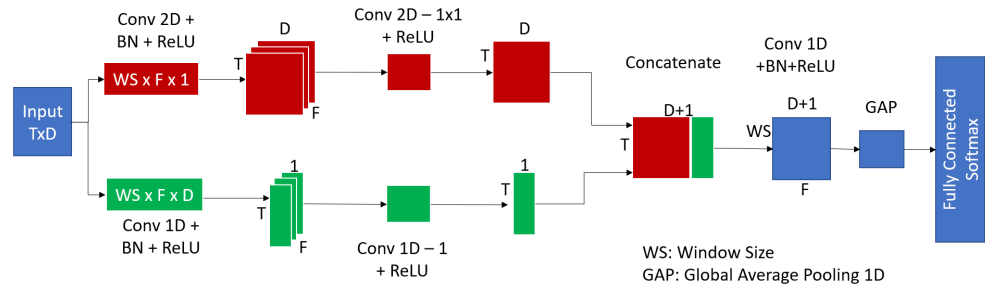 Conv 2D +
BN + ReLU
D
Conv 2D – 1x1
+ ReLU
D
Conv 1D
+BN+ReLU
T
WS x F x 1
T
Concatenate
F
Input
TxD
D+1
D+1
GAP
WS
T
F
1
1
WS x F x D
T
T
Conv 1D +
BN + ReLU
F
Conv 1D – 1
+ ReLU
WS: Window Size
GAP: Global Average Pooling 1D
Fully Connected
Softmax